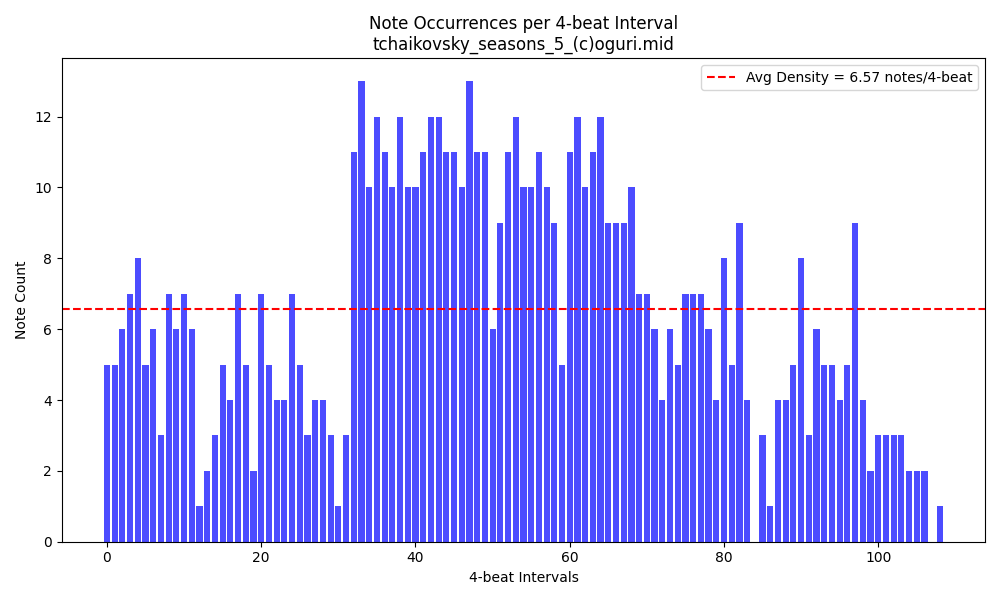 Note Occurrences per 4-beat Interval
tchaikovsky_seasons_5_(c)oguri.mid
Avg Density = 6.57 notes/4-beat
Note Count
12
10
8
6
4
2
0
0 20 40 60 80 100
4-beat Intervals